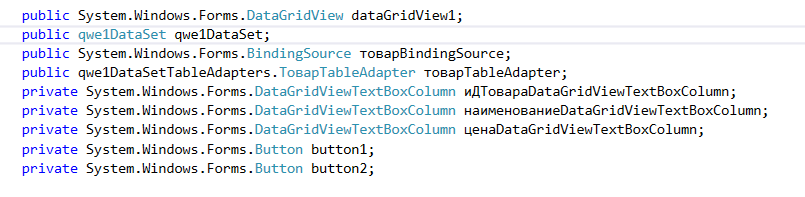 public System.Windows.Forms.DataGridView dataGridView1;
public qwe1DataSet qwe1DataSet;
public System.Windows.Forms.BindingSource товарBindingSource;
public qwe1DataSetTableAdapters.ТоварTableAdapter товарTableAdapter;
private System.Windows.Forms.DataGridViewTextBoxColumn иДТовараDataGridViewTextBoxColumn;
private System.Windows.Forms.DataGridViewTextBoxColumn наименованиеDataGridViewTextBoxColumn;
private System.Windows.Forms.DataGridViewTextBoxColumn ценаDataGridViewTextBoxColumn;
private System.Windows.Forms.Button button1;
private System.Windows.Forms.Button button2;